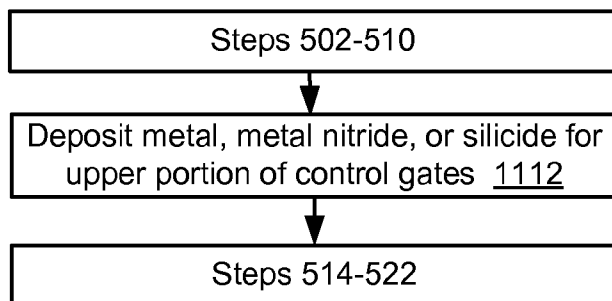 Steps 502-510
Deposit metal, metal nitride, or silicide for
upper portion of control gates 1112
Steps 514-522